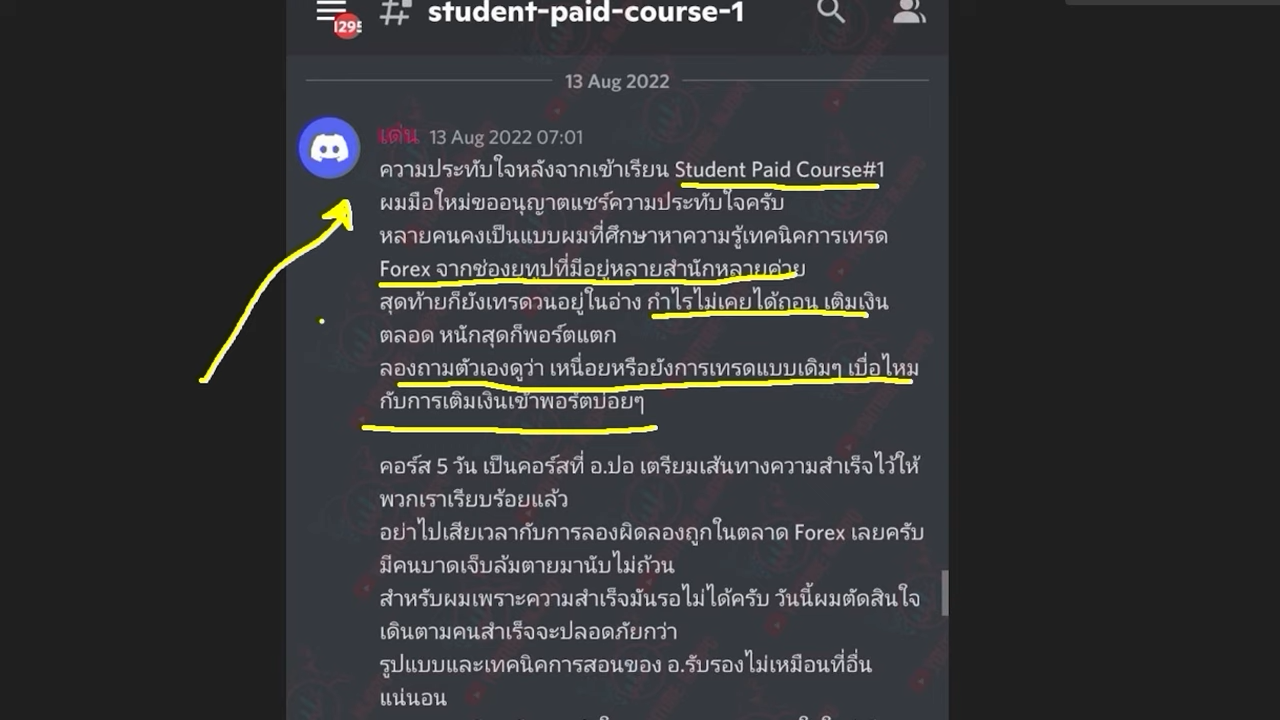 # student-paid-course-1
1295
13 Aug 2022
เด่น 13 Aug 2022 07:01
ความประทับใจหลังจากเข้าเรียน Student Paid Course#1
ผมมือใหม่ขออนุญาตแชร์ความประทับใจครับ
หลายคนคงเป็นแบบผมที่ศึกษาหาความรู้เทคนิคการเทรด
Forex จากช่องยูทูปที่มีอยู่หลายสำนักหลายค่าย
สุดท้ายก็ยังเทรดวนอยู่ในอ่าง กำไรไม่เคยได้ถอน เติมเงิน
ตลอด หนักสุดก็พอร์ตแตก
ลองถามตัวเองดูว่า เหนื่อยหรือยังการเทรดแบบเดิมๆ เบื่อไหม
กับการเติมเงินเข้าพอร์ตบ่อยๆ
คอร์ส 5 วัน เป็นคอร์สที่ อ.ปอ เตรียมเส้นทางความสำเร็จไว้ให้
พวกเราเรียบร้อยแล้ว
อย่าไปเสียเวลากับการลองผิดลองถูกในตลาด Forex เลยครับ
มีคนบาดเจ็บล้มตายมานับไม่ถ้วน
สำหรับผมเพราะความสำเร็จมันรอไม่ได้ครับ วันนี้ผมตัดสินใจ
เดินตามคนสำเร็จจะปลอดภัยกว่า
รูปแบบและเทคนิคการสอนของ อ.รับรองไม่เหมือนที่อื่น
แน่นอน